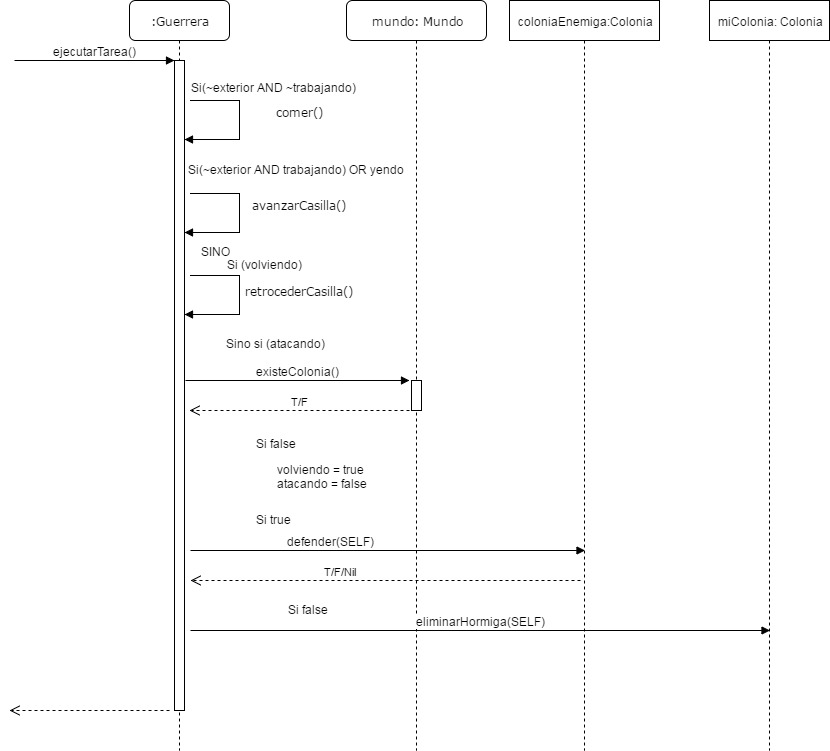 :Guerrera
mundo: Mundo
coloniaEnemiga:Colonia
miColonia: Colonia
ejecutarTarea()
Si(~exterior AND ~trabajando)
comer()
Si(~exterior AND trabajando) OR yendo
avanzarCasilla()
SINO
Si (volviendo)
retrocederCasilla()
Sino si (atacando)
existeColonia()
T/F
Si false
volviendo = true
atacando = false
Si true
defender(SELF)
T/F/Nil
Si false
eliminarHormiga(SELF)